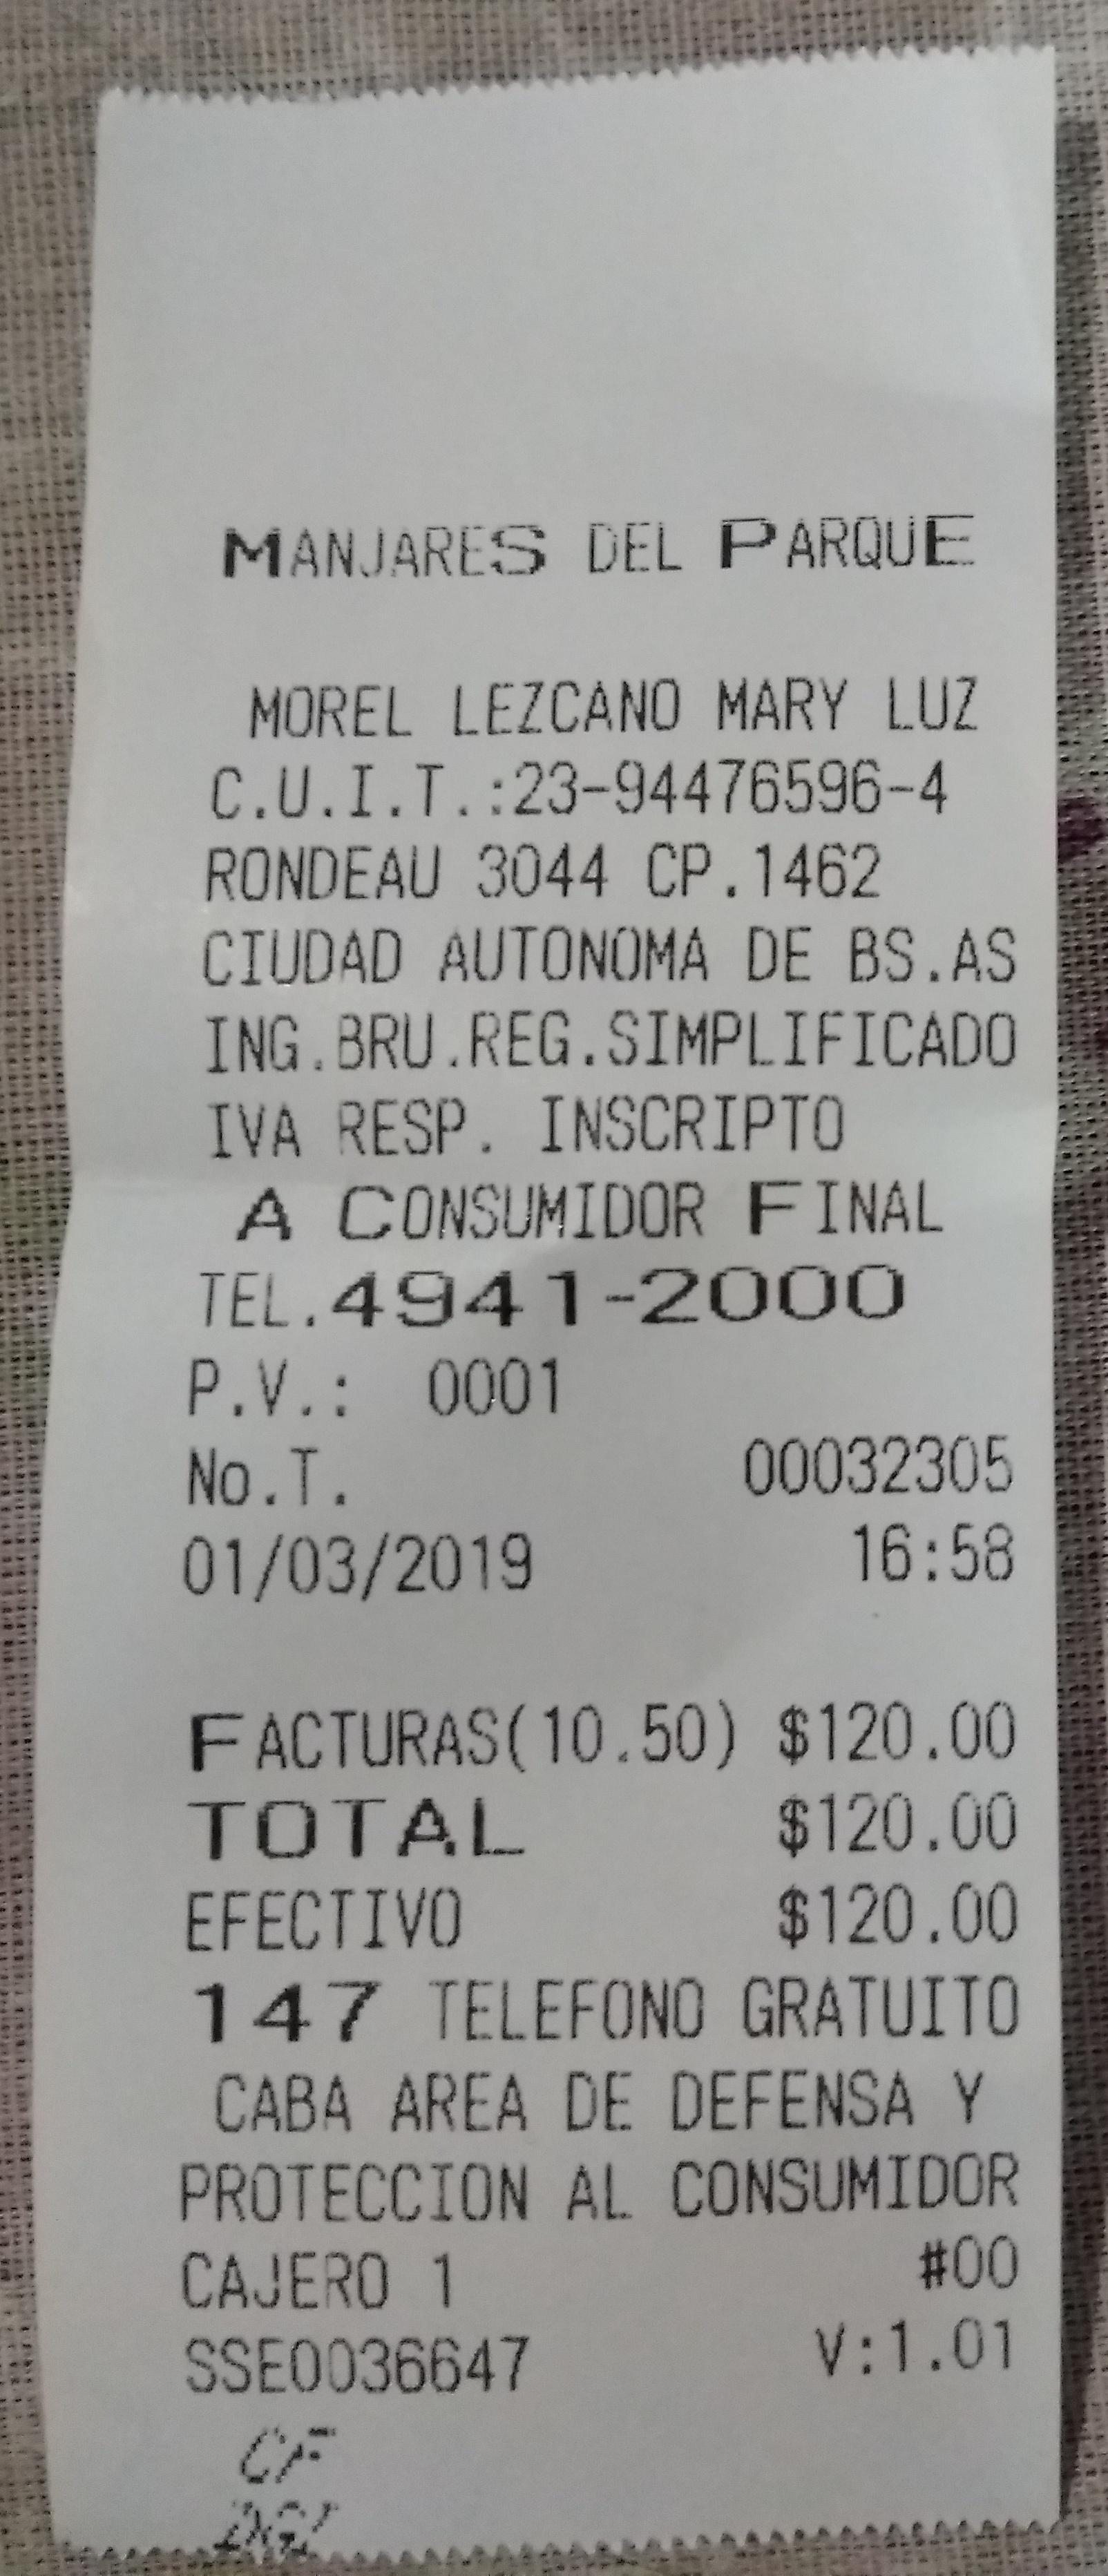 MANJARES DEL PARQUE
MOREL LEZCANO MARY LUZ
C.U.I.T.:23-94476596-4
RONDEAU 3044 CP.1462
CIUDAD AUTONOMA DE BS.AS
ING.BRU.REG.SIMPLIFICADO
IVA RESP. INSCRIPTO
A CONSUMIDOR FINAL
TEL.4941-2000
P.V.: 0001
No.T. 00032305
01/03/2019 16:58
FACTURAS(10.50) $120.00
TOTAL $120.00
EFECTIVO $120.00
147 TELEFONO GRATUITO
CABA AREA DE DEFENSA Y
PROTECCION AL CONSUMIDOR
CAJERO 1 #00
SSE0036647 V:1.01
CF
DGI